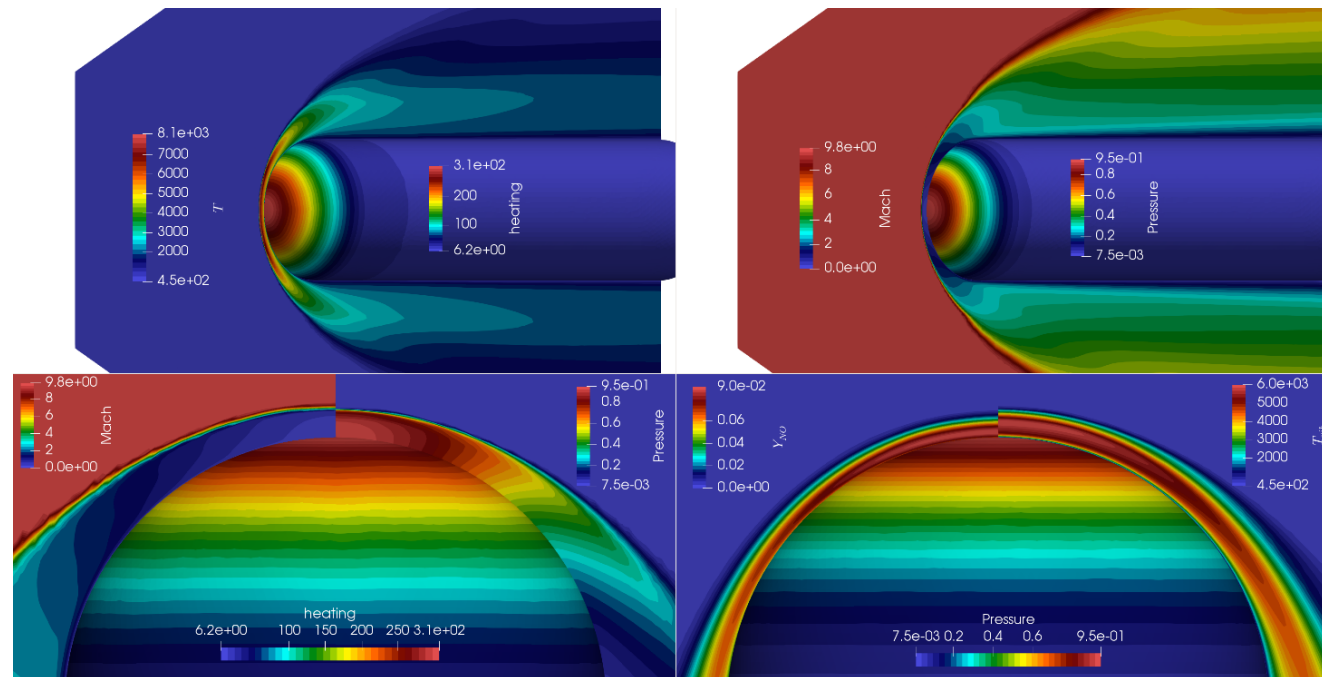 8.1e+03
7000
6000
5000
4000
3000
2000
4.5e+02
T
3.1e+02
200
100
6.2e+00
heating
9.8e+00
8
6
4
2
0.0e+00
Mach
9.5e-01
0.8
0.6
0.4
0.2
7.5e-03
Pressure
9.8e+00
8
6
4
2
0.0e+00
Mach
9.5e-01
0.8
0.6
0.4
0.2
7.5e-03
Pressure
heating
6.2e+00 100 150 200 250 3.1e+02
9.0e-02
0.06
0.04
0.02
0.0e+00
Y_NO
6.0e+03
5000
4000
3000
2000
4.5e+02
Pressure
7.5e-03 0.2 0.4 0.6 9.5e-01